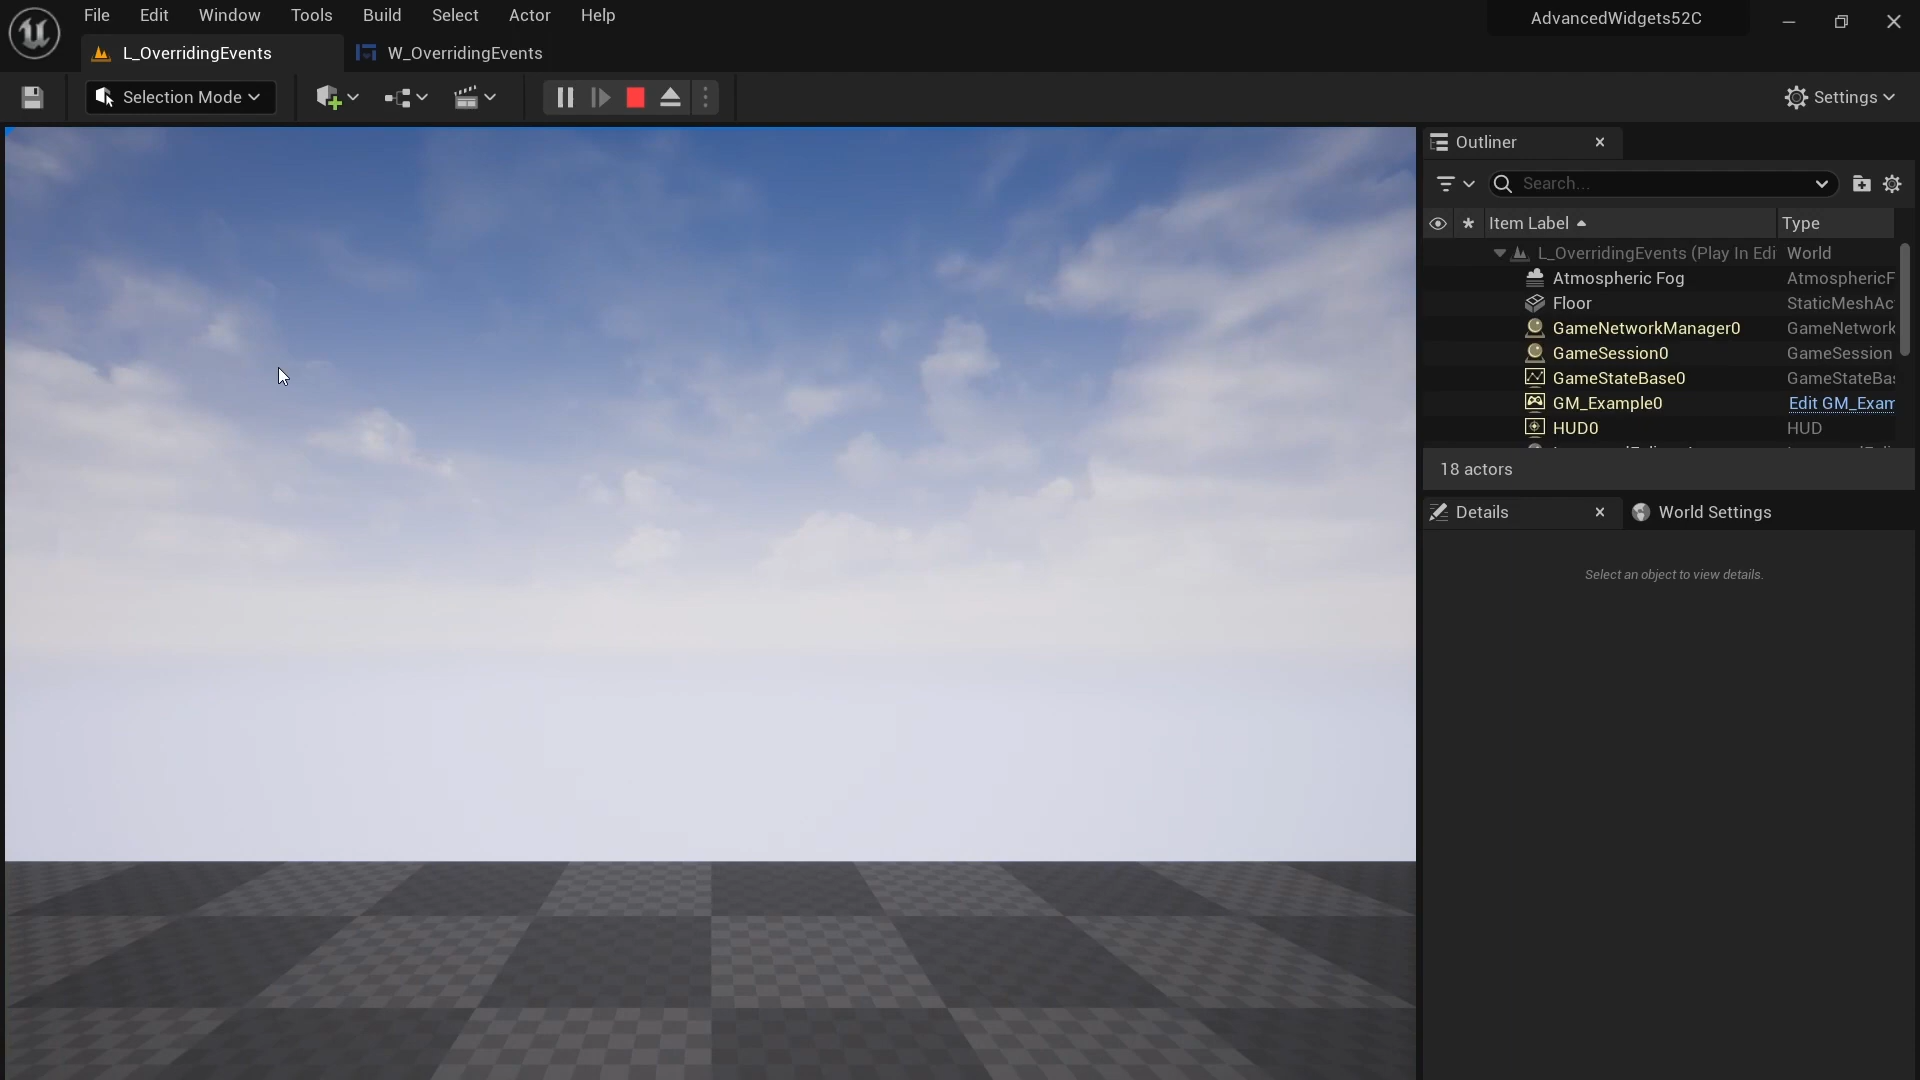 File Edit Window Tools Build Select Actor Help
AdvancedWidgets52C
L_OverridingEvents
W_OverridingEvents
Selection Mode
Settings
Outliner
Search...
Item Label
Type
L_OverridingEvents (Play In Edi
World
Atmospheric Fog
AtmosphericF
Floor
StaticMeshAc
GameNetworkManager0
GameNetwork
GameSession0
GameSession
GameStateBase0
GameStateBa
GM_Example0
Edit GM_Exam
HUD0
HUD
18 actors
Details
World Settings
Select an object to view details.